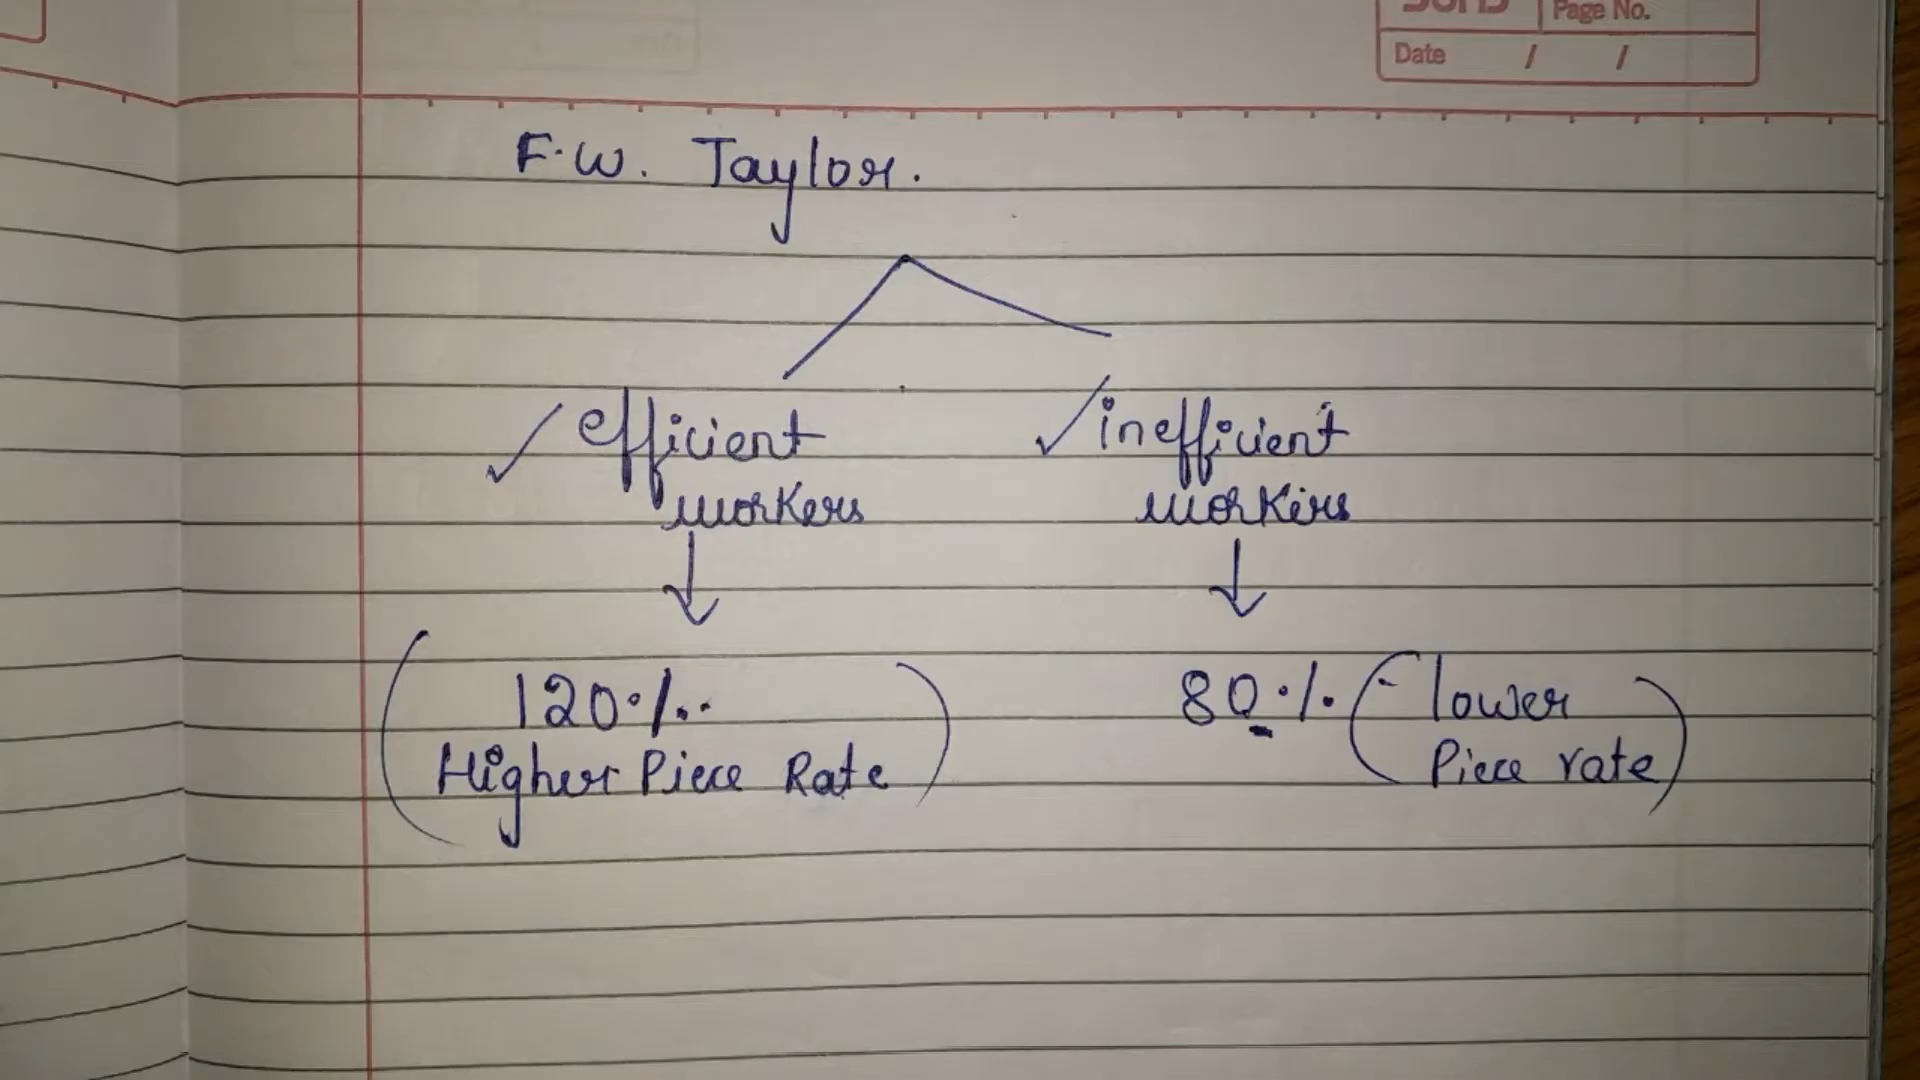 Page No.
Date / /
F.W. Taylor.
efficient workers
inefficient workers
120%.
Higher Piece Rate
80% (- lower
Piece rate)